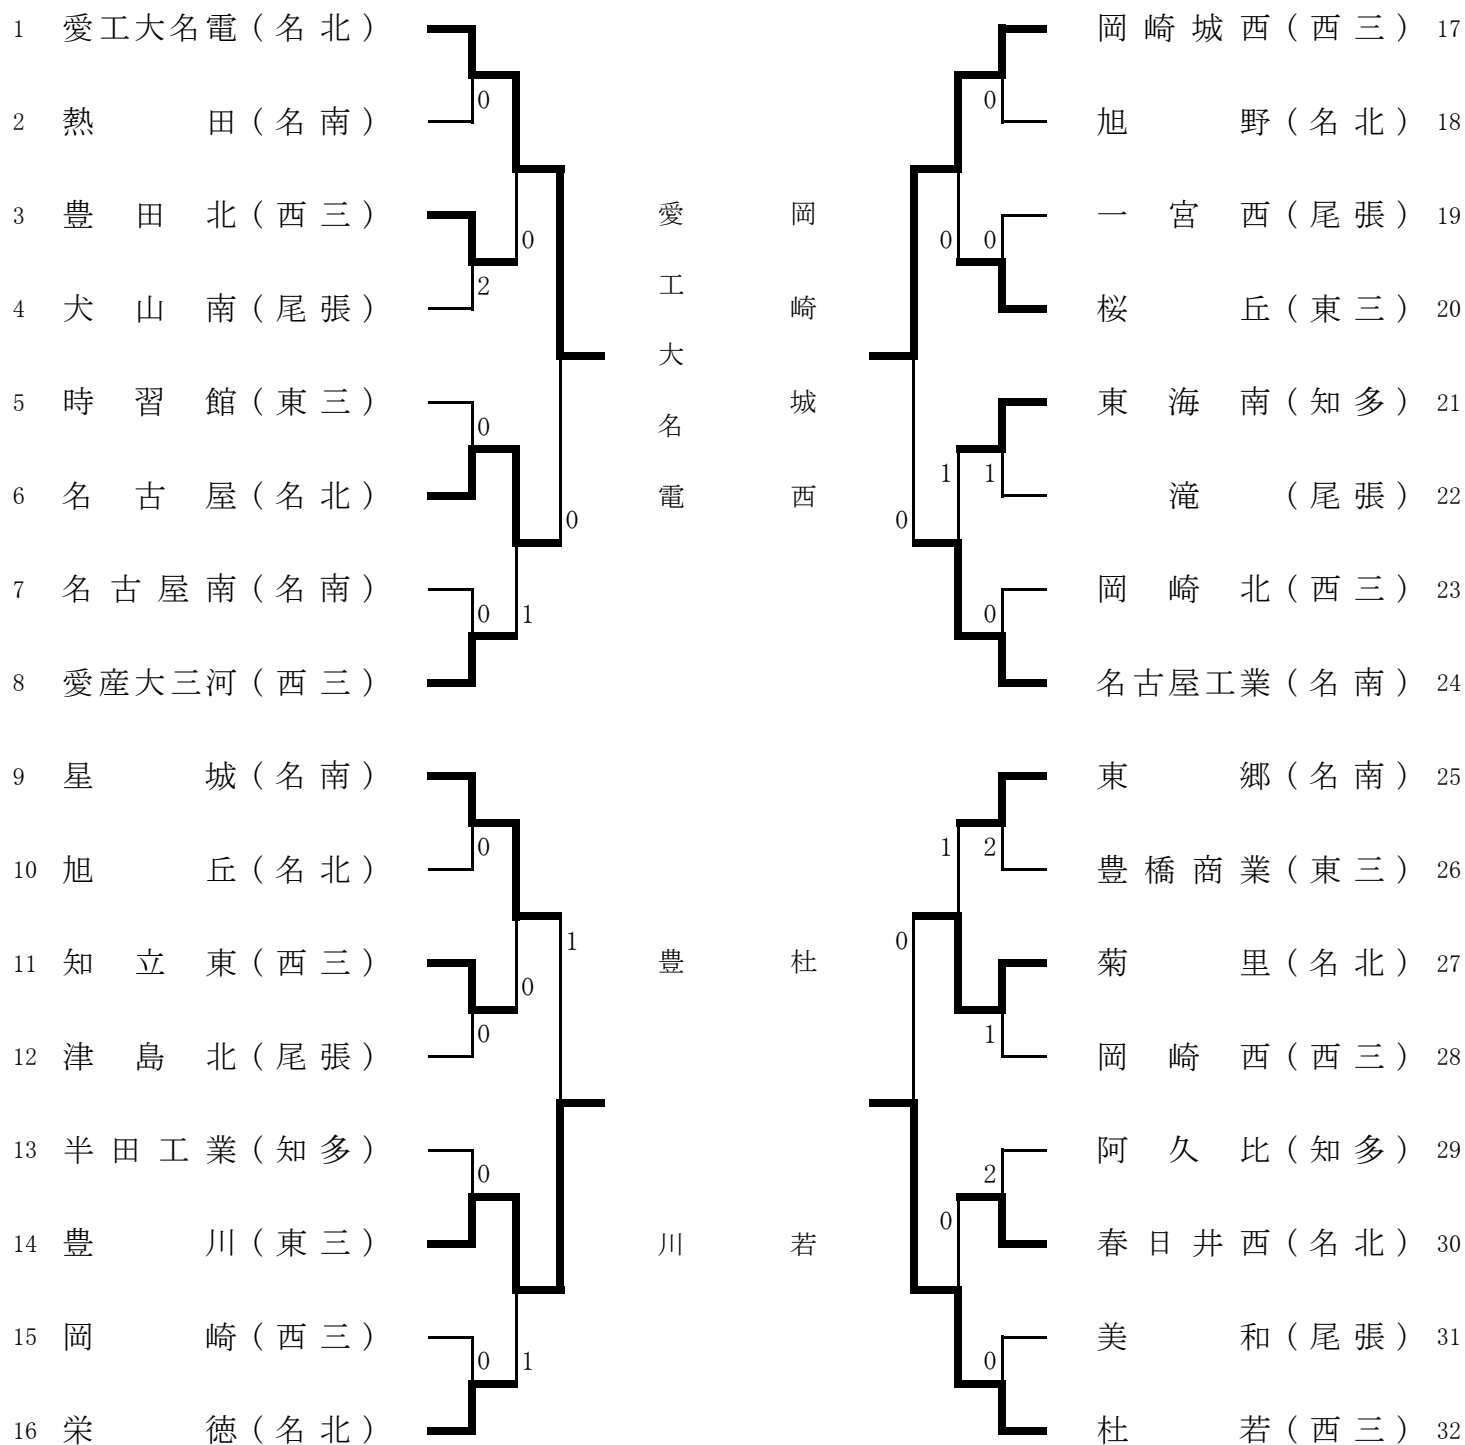 1 愛工大名電(名北)
0
2 熱田(名南)
3 豊田北(西三)
0
2
4 犬山南(尾張)
5 時習館(東三)
0
6 名古屋(名北)
0
7 名古屋南(名南)
0 1
8 愛産大三河(西三)
9 星城(名南)
0
10 旭丘(名北)
1
11 知立東(西三)
0
0
12 津島北(尾張)
13 半田工業(知多)
0
14 豊川(東三)
15 岡崎(西三)
0 1
16 栄徳(名北)
愛工大名電
豊川
岡崎城西
杜若
岡崎城西(西三) 17
0
旭野(名北) 18
一宮西(尾張) 19
0 0
桜丘(東三) 20
東海南(知多) 21
1 1
滝(尾張) 22
0
岡崎北(西三) 23
0
名古屋工業(名南) 24
東郷(名南) 25
1 2
豊橋商業(東三) 26
0
菊里(名北) 27
1
岡崎西(西三) 28
阿久比(知多) 29
2
0
春日井西(名北) 30
美和(尾張) 31
0
杜若(西三) 32